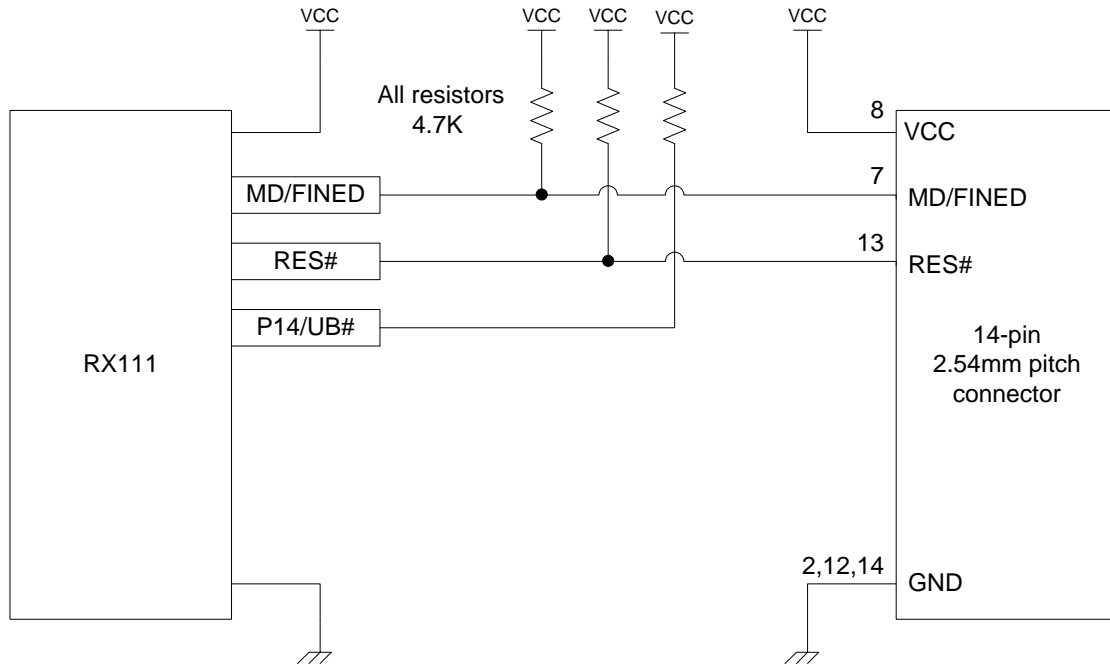 VCC
VCC
VCC
VCC
VCC
All resistors
4.7K
8
VCC
7
MD/FINED
MD/FINED
13
RES#
RES#
P14/UB#
RX111
14-pin
2.54mm pitch
connector
2,12,14
GND